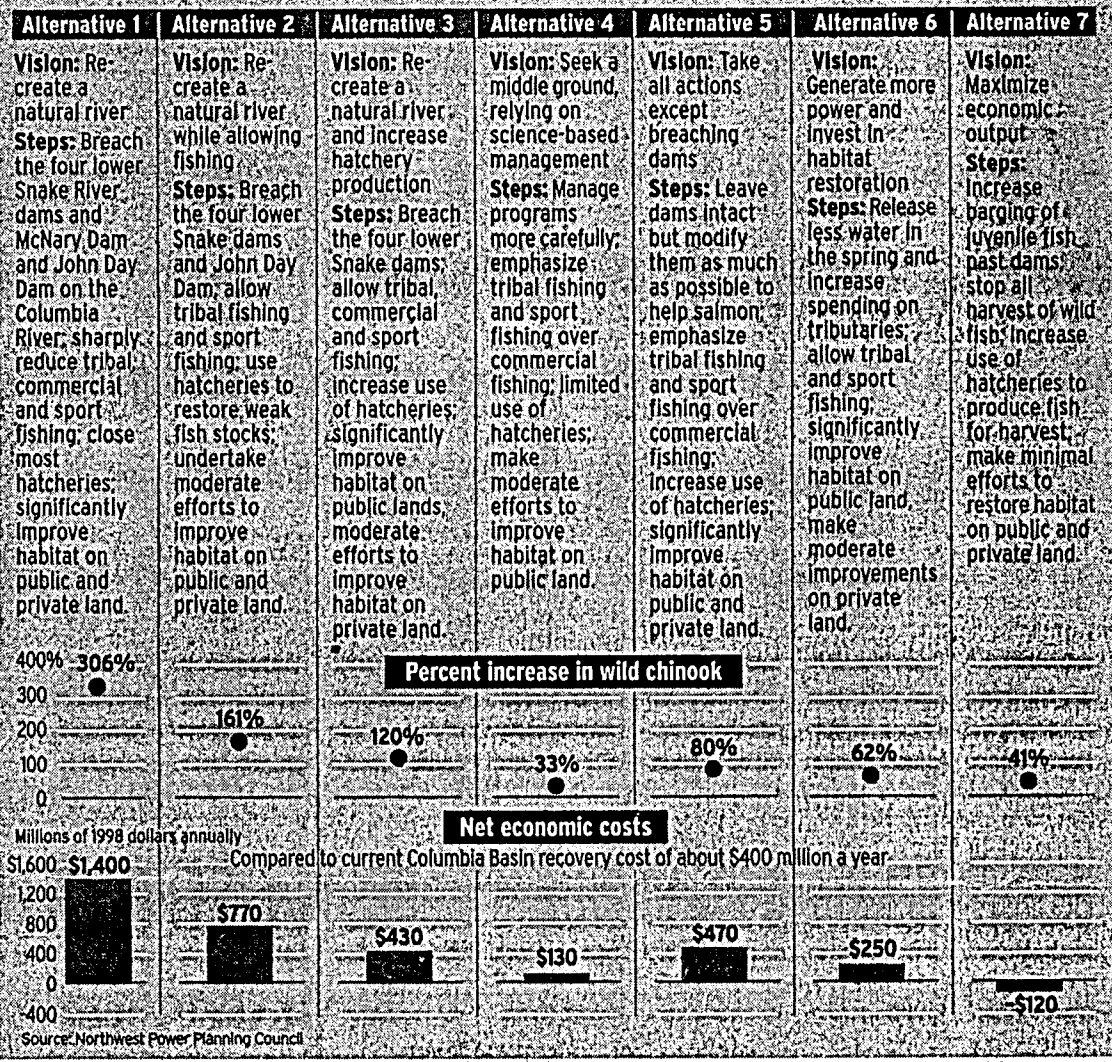 Alternative 1
Vision: Re-
create a
natural river
Steps: Breach
the four lower
Snake River
dams and
McNary Dam
and John Day
Dam on the
Columbia
River; sharply
reduce tribal,
commercial
and sport
fishing; close
most
hatcheries;
significantly
improve
habitat on
public and
private land.
Alternative 2
Vision: Re-
create a
natural river
while allowing
fishing
Steps: Breach
the four lower
Snake dams
and John Day
Dam; allow
tribal fishing
and sport
fishing; use
hatcheries to
restore weak
fish stocks;
undertake
moderate
efforts to
improve
habitat on
public and
private land.
Alternative 3
Vision: Re-
create a
natural river
and increase
hatchery
production
Steps: Breach
the four lower
Snake dams;
allow tribal,
commercial
and sport
fishing;
increase use
of hatcheries;
significantly
improve
habitat on
public lands,
moderate
efforts to
improve
habitat on
private land.
Alternative 4
Vision: Seek a
middle ground,
relying on
science-based
management
Steps: Manage
programs
more carefully;
emphasize
tribal fishing
and sport
fishing over
commercial
fishing; limited
use of
hatcheries;
make
moderate
efforts to
improve
habitat on
public land.
Alternative 5
Vision: Take
all actions
except
breaching
dams
Steps: Leave
dams intact
but modify
them as much
as possible to
help salmon;
emphasize
tribal fishing
and sport
fishing over
commercial
fishing;
increase use
of hatcheries;
significantly
improve
habitat on
public and
private land.
Alternative 6
Vision:
Generate more
power and
invest in
habitat
restoration
Steps: Release
less water in
the spring and
increase
spending on
tributaries;
allow tribal
and sport
fishing;
significantly
improve
habitat on
public land,
make
moderate
improvements
on private
land.
Alternative 7
Vision:
Maximize
economic
output
Steps:
Increase
barging of
juvenile fish
past dams;
stop all
harvest of wild
fish; increase
use of
hatcheries to
produce fish
for harvest;
make minimal
efforts to
restore habitat
on public and
private land.
Percent increase in wild chinook
400%
300
200
100
0
306%
161%
120%
33%
80%
62%
41%
Net economic costs
Millions of 1998 dollars annually
Compared to current Columbia Basin recovery cost of about $400 million a year
$1,600
1,200
800
400
0
-400
$1,400
$770
$430
$130
$470
$250
-$120
Source: Northwest Power Planning Council